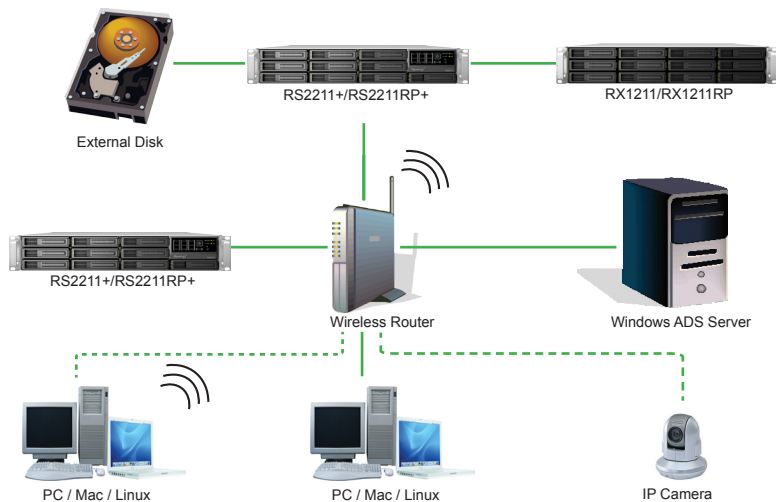 External Disk
RS2211+/RS2211RP+
RX1211/RX1211RP
RS2211+/RS2211RP+
Wireless Router
Windows ADS Server
PC / Mac / Linux
PC / Mac / Linux
IP Camera